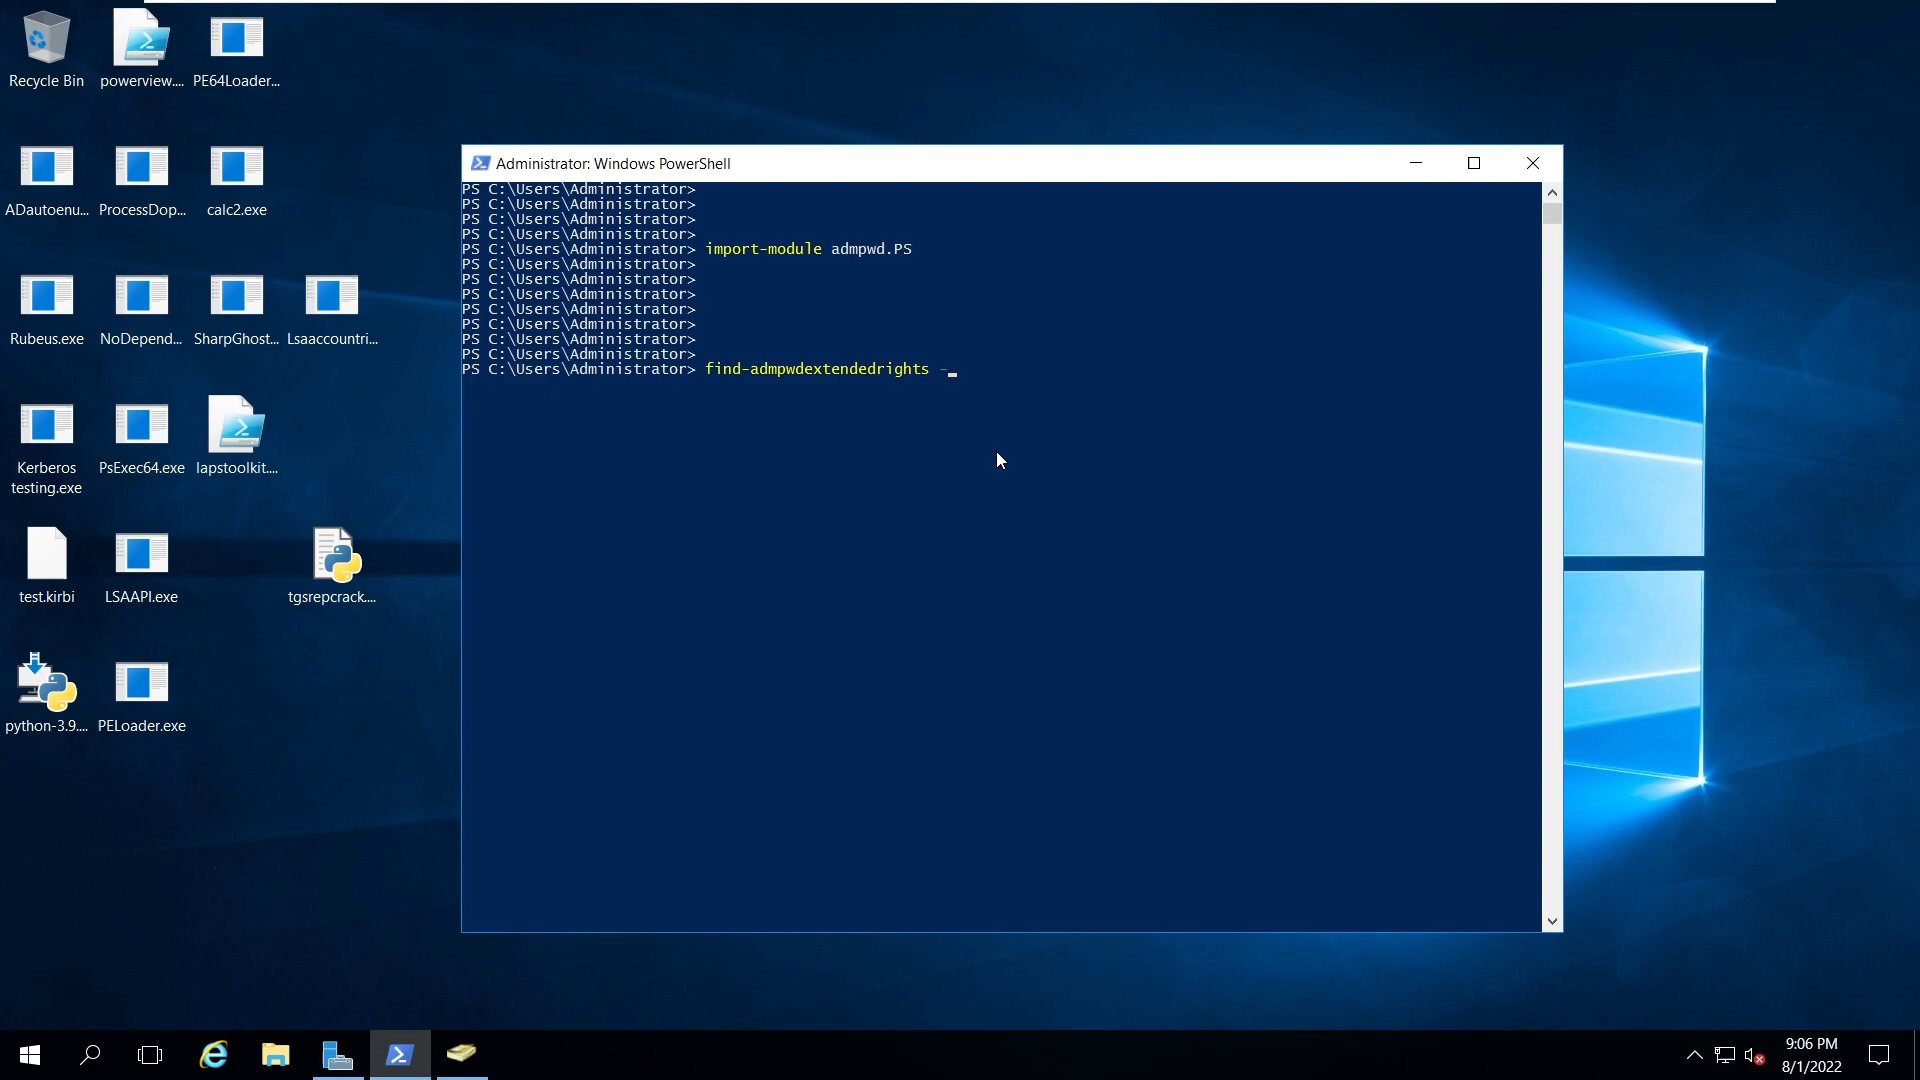 Recycle Bin
powerview....
PE64Loader...
ADautoenu...
ProcessDop...
calc2.exe
Rubeus.exe
NoDepend...
SharpGhost...
Lsaaccountri...
Kerberos
testing.exe
PsExec64.exe
lapstoolkit....
test.kirbi
LSAAPI.exe
tgsrepcrack....
python-3.9....
PELoader.exe
Administrator: Windows PowerShell
PS C:\Users\Administrator>
PS C:\Users\Administrator>
PS C:\Users\Administrator>
PS C:\Users\Administrator>
PS C:\Users\Administrator> import-module admpwd.PS
PS C:\Users\Administrator>
PS C:\Users\Administrator>
PS C:\Users\Administrator>
PS C:\Users\Administrator>
PS C:\Users\Administrator>
PS C:\Users\Administrator>
PS C:\Users\Administrator>
PS C:\Users\Administrator> find-admpwdextendedrights -
9:06 PM
8/1/2022